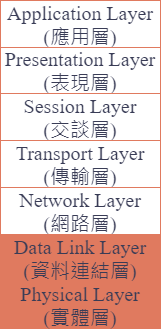 Application Layer
(應用層)
Presentation Layer
(表現層)
Session Layer
(交談層)
Transport Layer
(傳輸層)
Network Layer
(網路層)
Data Link Layer
(資料連結層)
Physical Layer
(實體層)